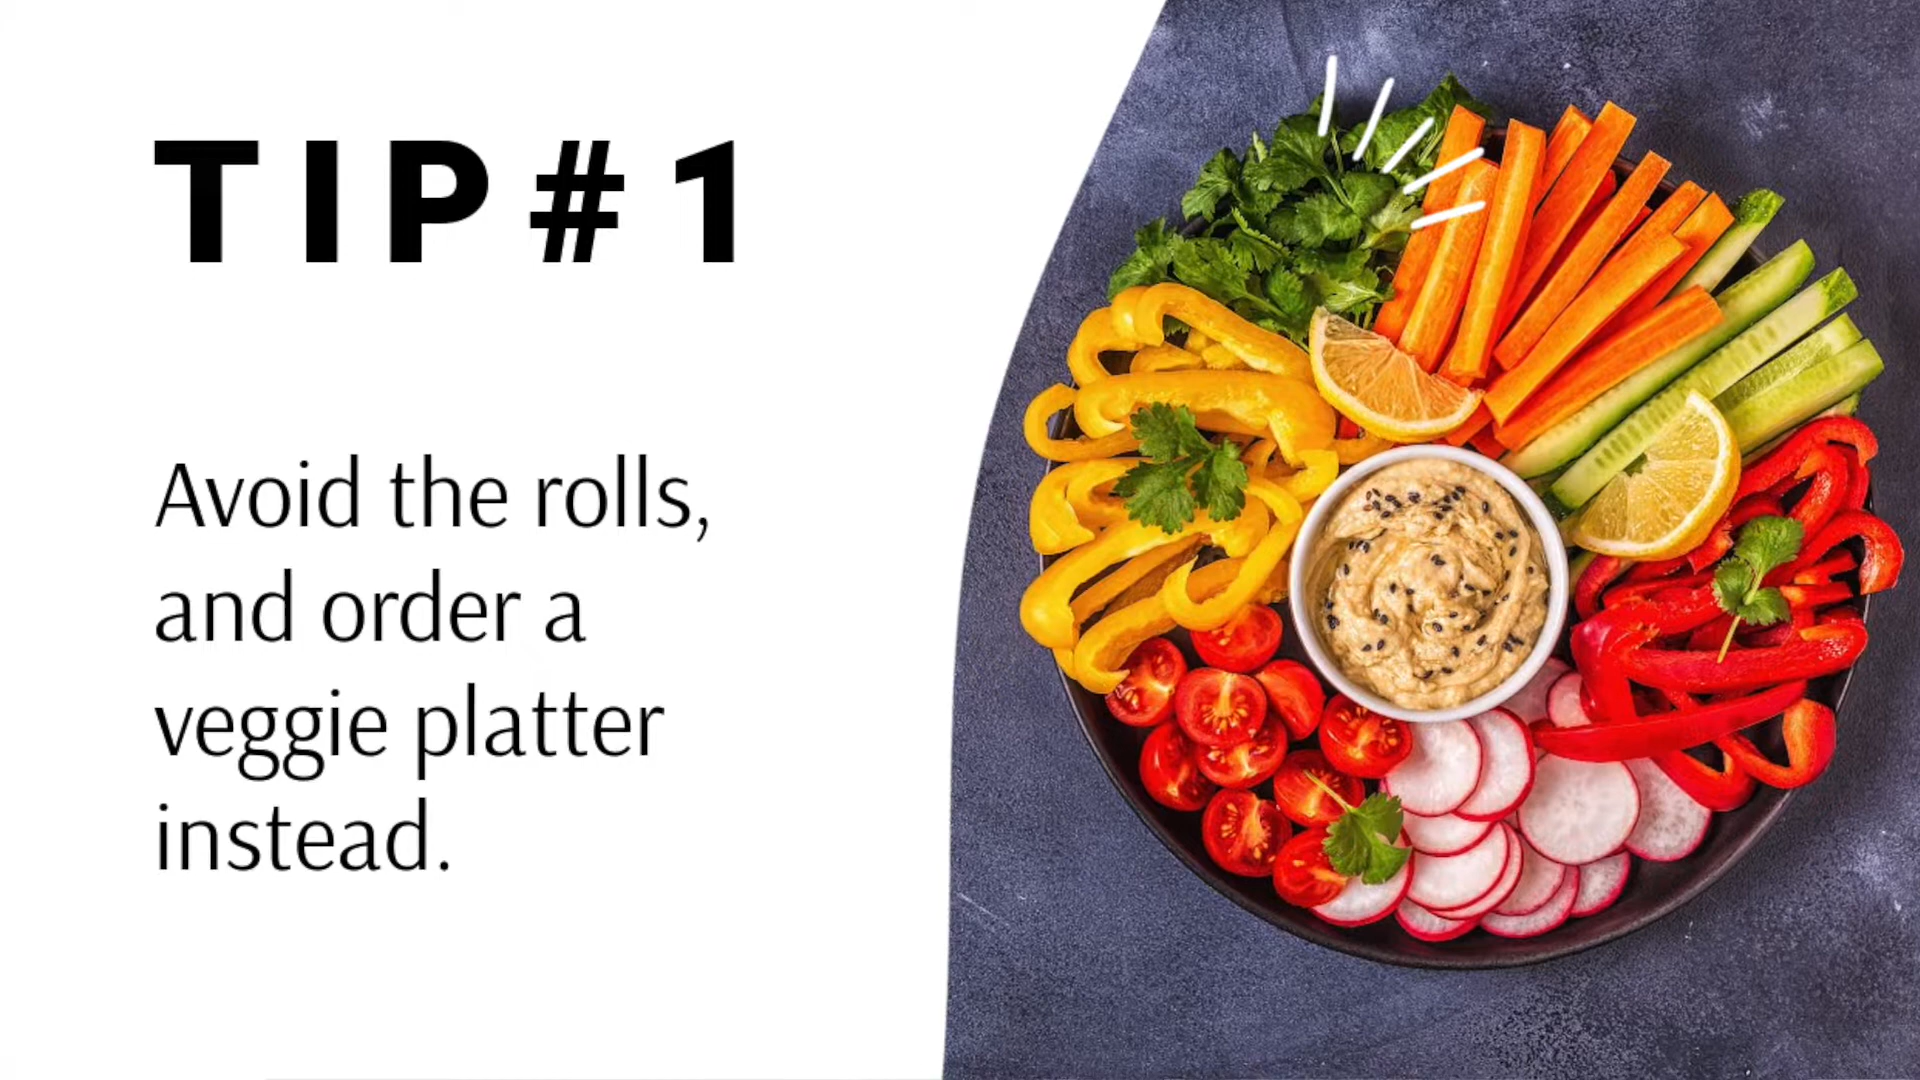 TIP#1
Avoid the rolls,
and order a
veggie platter
instead.